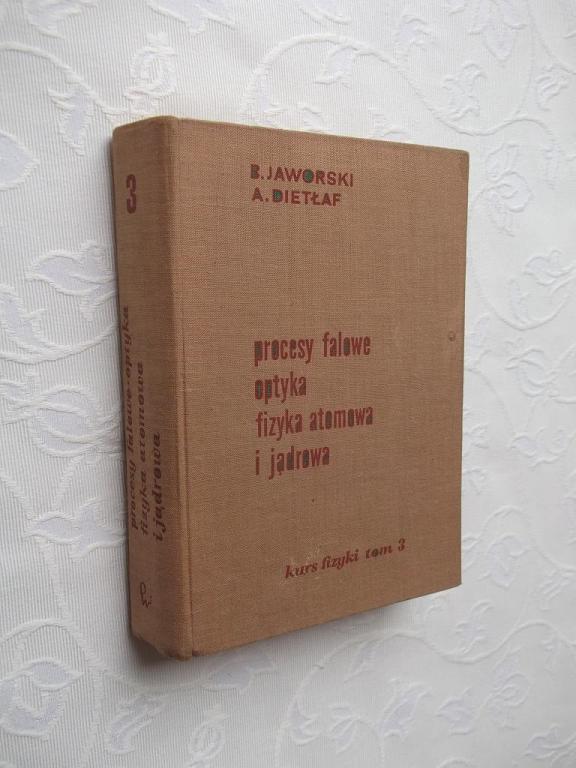 B. JAWORSKI
A. DIETŁAF
procesy falowe
optyka
fizyka atomowa
i jądrowa
kurs fizyki tom 3
3
procesy falowe-optyka
fizyka atomowa
i jądrowa